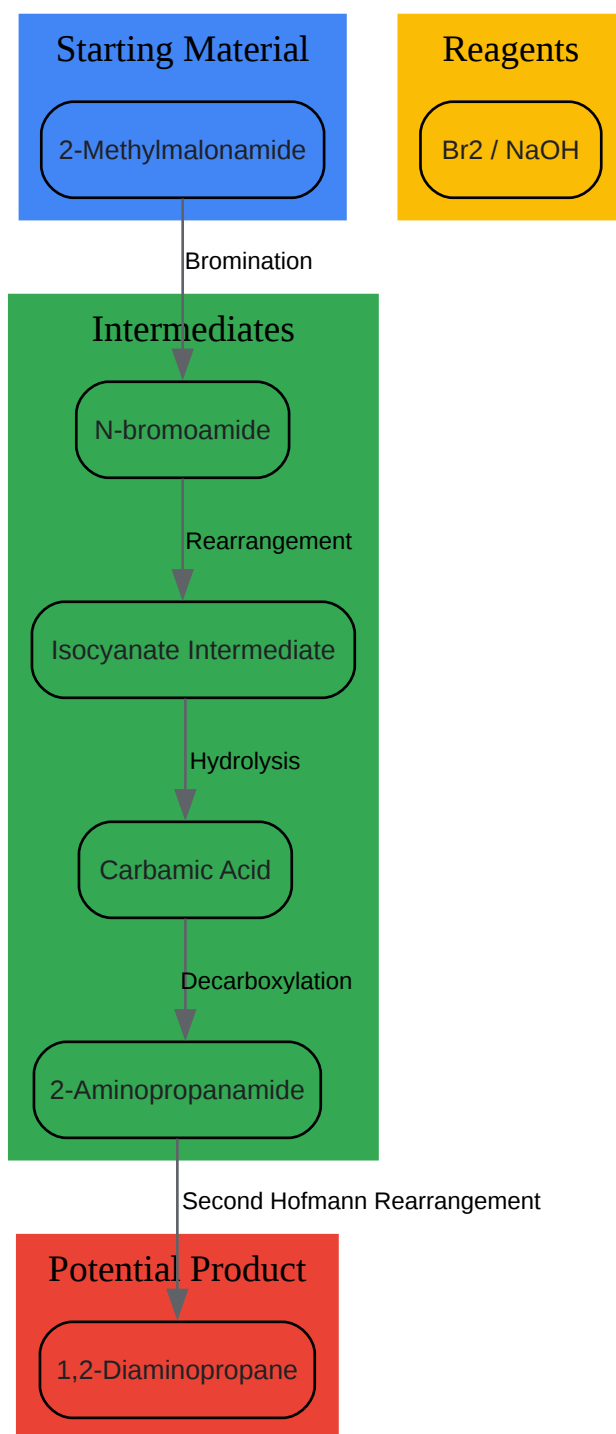 Starting Material
2-Methylmalonamide
Reagents
Br2 / NaOH
Bromination
Intermediates
N-bromoamide
Rearrangement
Isocyanate Intermediate
Hydrolysis
Carbamic Acid
Decarboxylation
2-Aminopropanamide
Second Hofmann Rearrangement
Potential Product
1,2-Diaminopropane